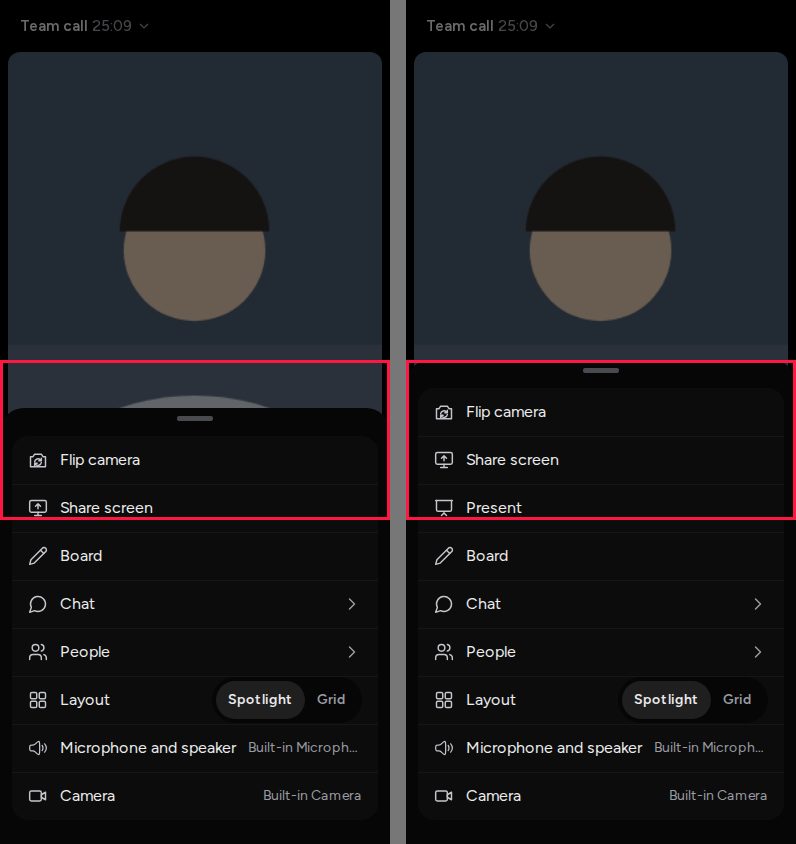 Team call 25:09
Flip camera
Share screen
Board
Chat
People
Layout Spotlight Grid
Microphone and speaker Built-in Microph...
Camera Built-in Camera
Team call 25:09
Flip camera
Share screen
Present
Board
Chat
People
Layout Spotlight Grid
Microphone and speaker Built-in Microph...
Camera Built-in Camera